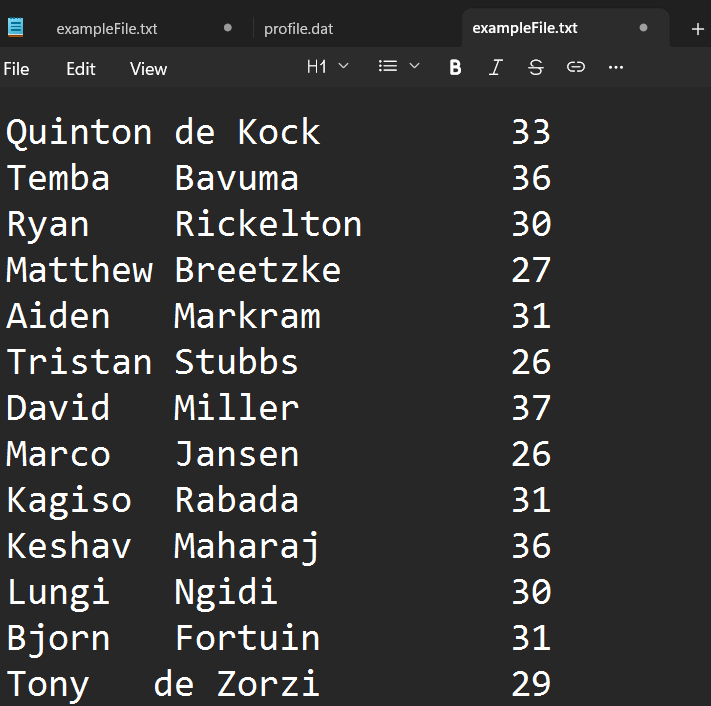 exampleFile.txt profile.dat exampleFile.txt
File Edit View H1 B I S
Quinton de Kock 33
Temba Bavuma 36
Ryan Rickelton 30
Matthew Breetzke 27
Aiden Markram 31
Tristan Stubbs 26
David Miller 37
Marco Jansen 26
Kagiso Rabada 31
Keshav Maharaj 36
Lungi Ngidi 30
Bjorn Fortuin 31
Tony de Zorzi 29